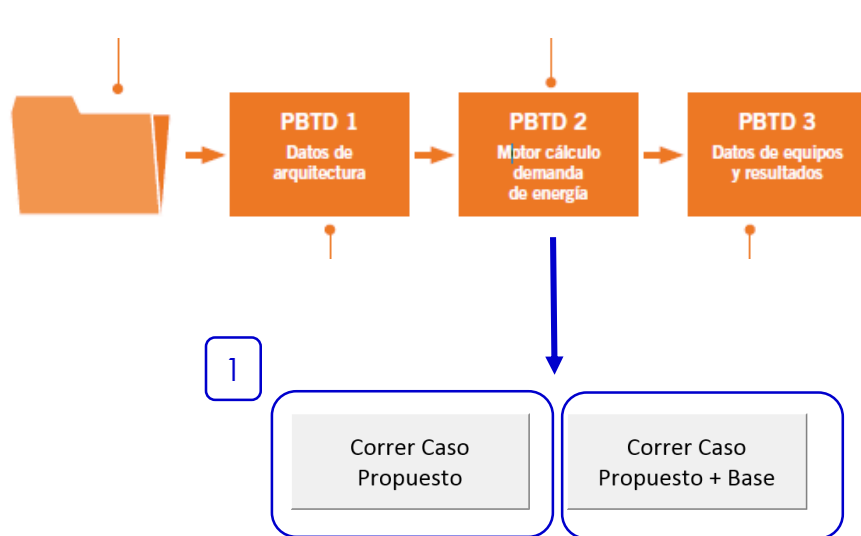 PBTD 1
Datos de
arquitectura
PBTD 2
Motor cálculo
demanda
de energía
PBTD 3
Datos de equipos
y resultados
1
Correr Caso
Propuesto
Correr Caso
Propuesto + Base